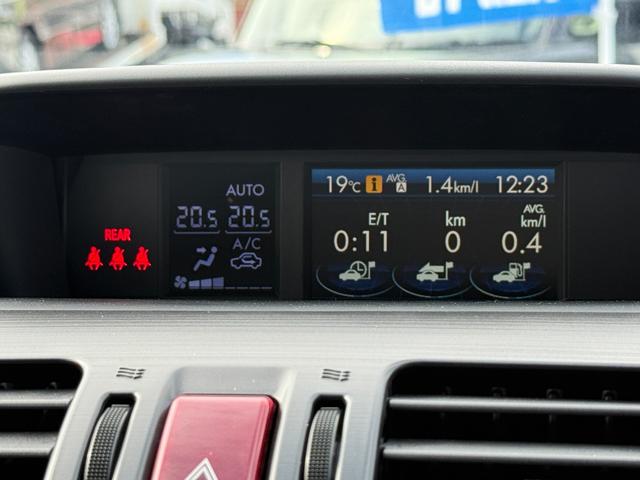 19°C i AVG. A 1.4km/l 12:23
AUTO
20.5 20.5
REAR
A/C
E/T km AVG. km/l
0:11 0 0.4